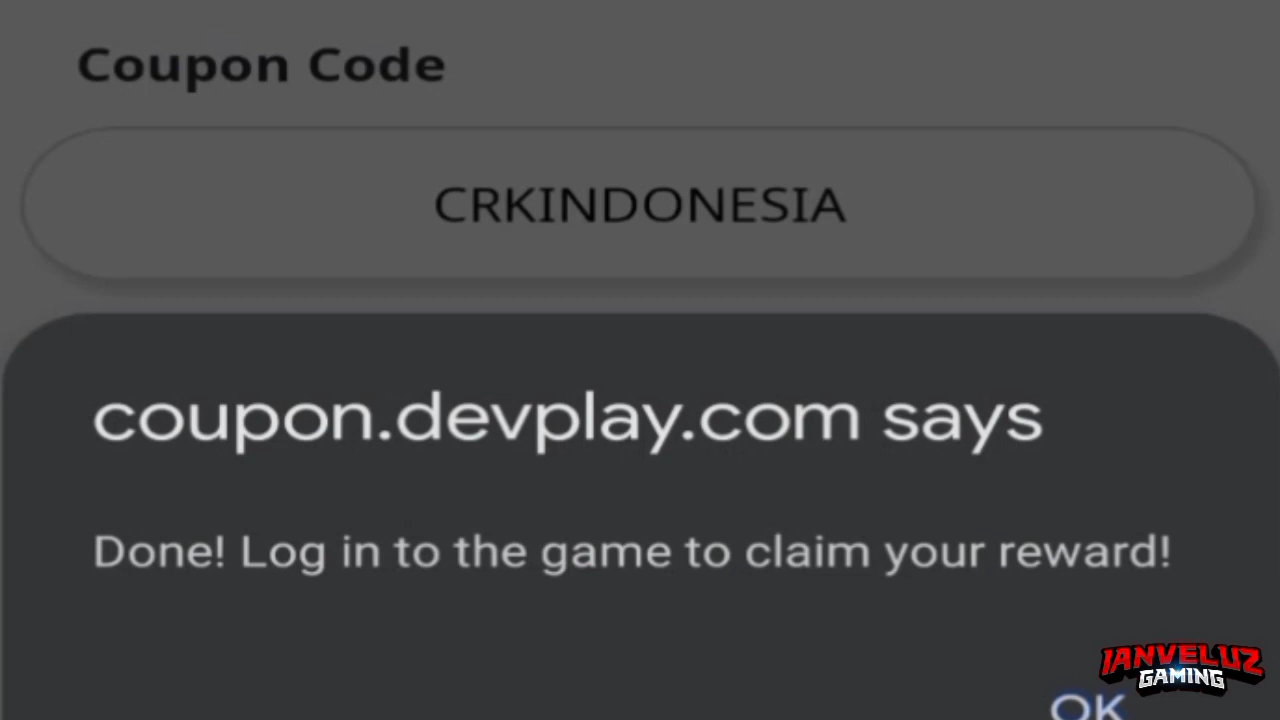 Coupon Code
CRKINDONESIA
coupon.devplay.com says
Done! Log in to the game to claim your reward!
OK
IANVELUZ
GAMING